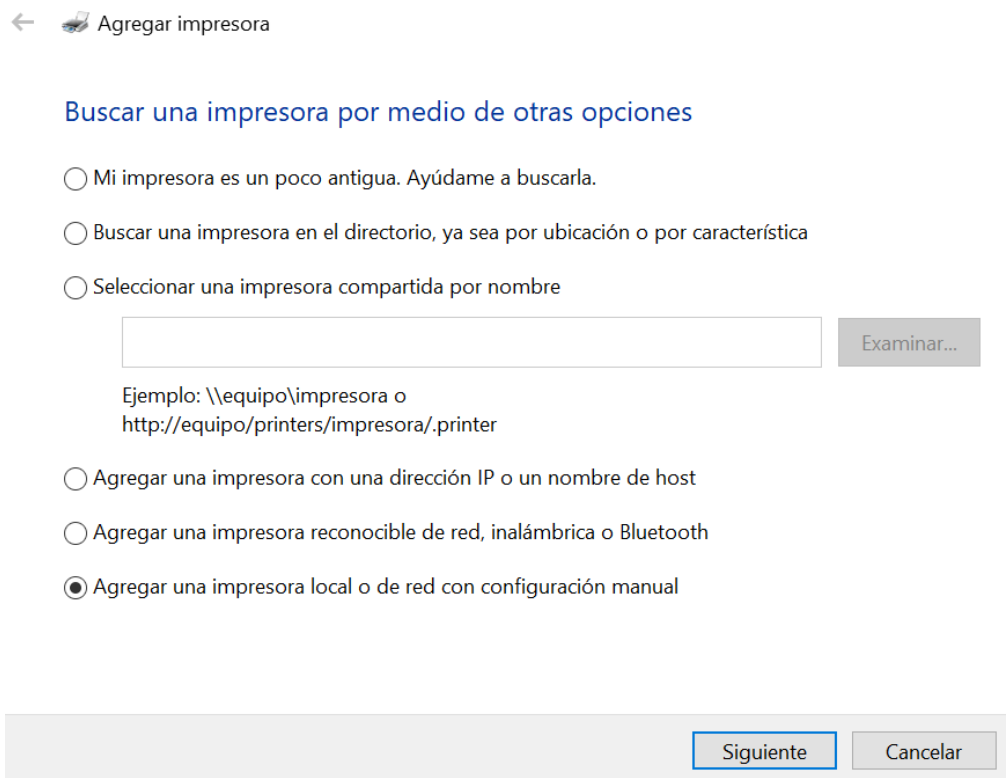 Agregar impresora
Buscar una impresora por medio de otras opciones
Mi impresora es un poco antigua. Ayúdame a buscarla.
Buscar una impresora en el directorio, ya sea por ubicación o por característica
Seleccionar una impresora compartida por nombre
Examinar...
Ejemplo: \\equipo\impresora o
http://equipo/printers/impresora/.printer
Agregar una impresora con una dirección IP o un nombre de host
Agregar una impresora reconocible de red, inalámbrica o Bluetooth
Agregar una impresora local o de red con configuración manual
Siguiente
Cancelar